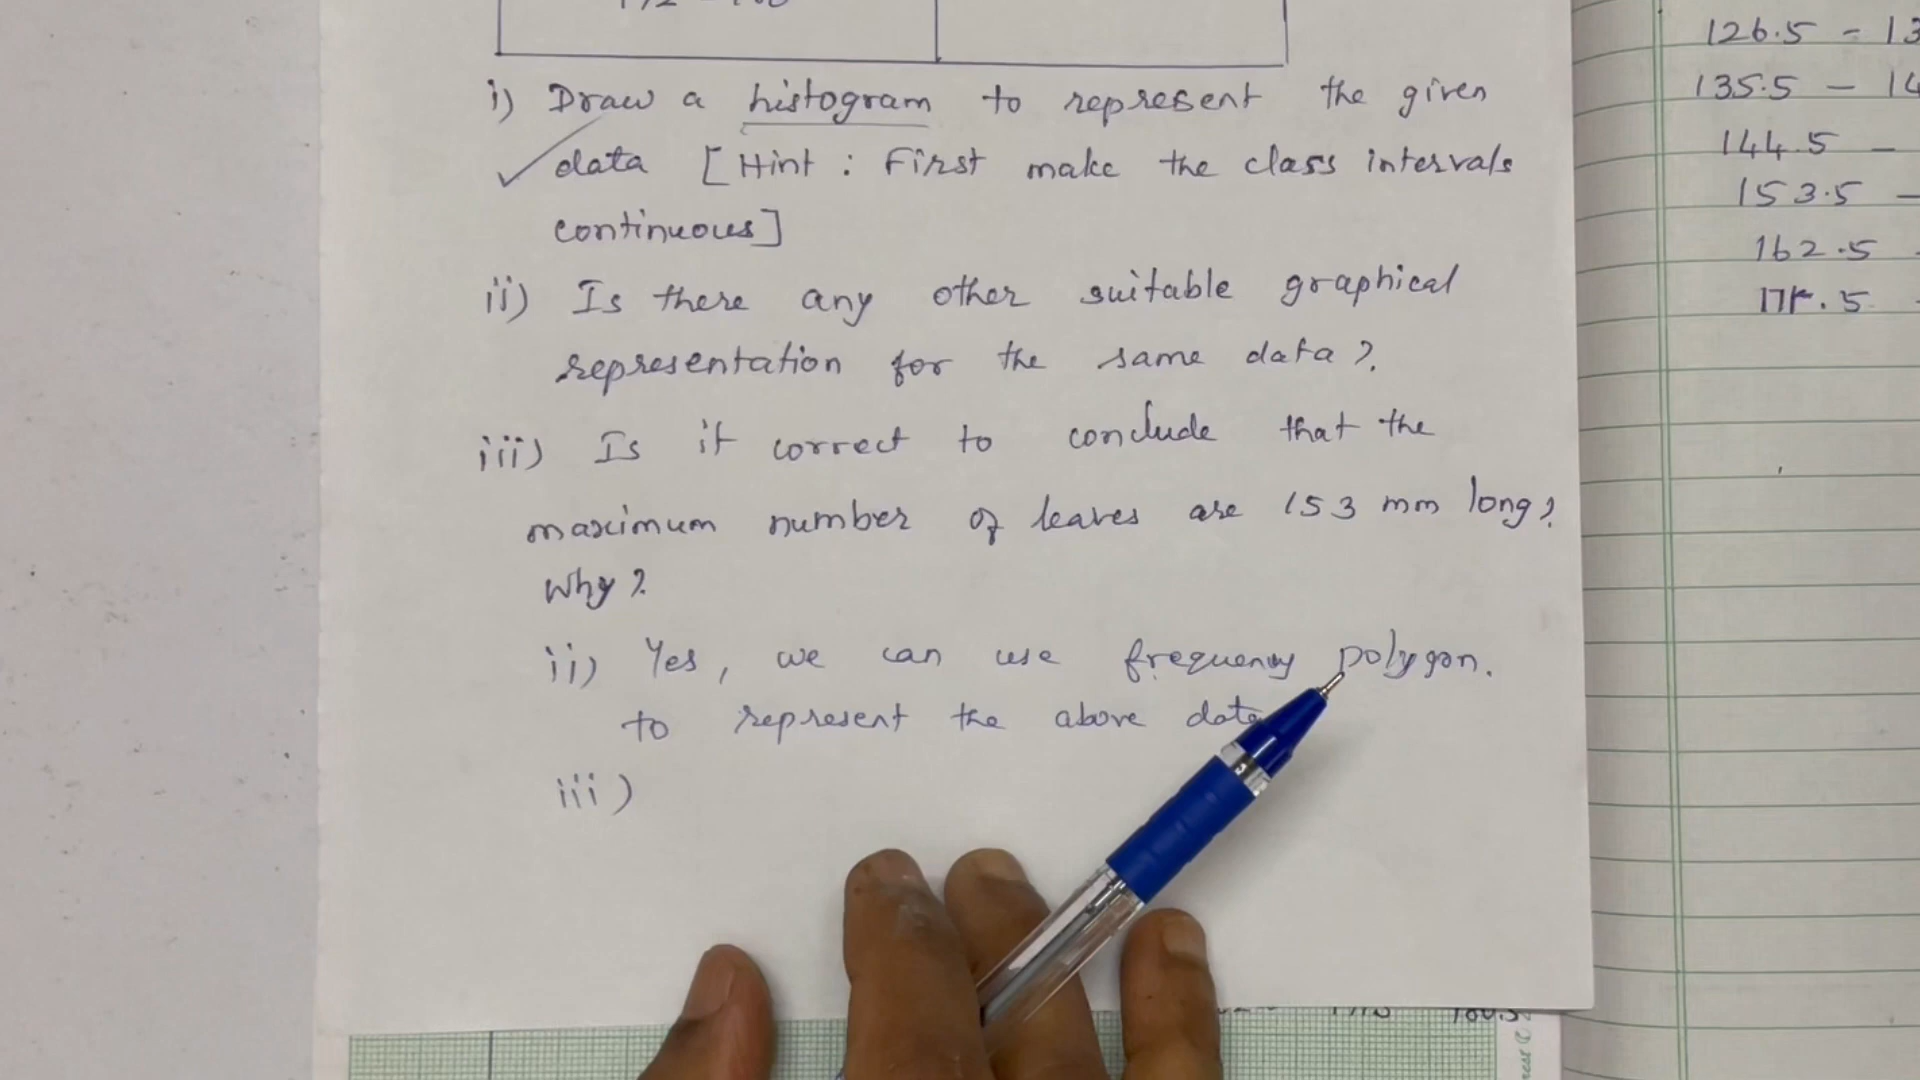 i) Draw a histogram to represent the given
data [Hint : First make the class intervals
continuous]
ii) Is there any other suitable graphical
representation for the same data?
iii) Is it correct to conclude that the
maximum number of leaves are 153 mm long?
Why?
ii) Yes, we can use frequency polygon.
to represent the above data
iii)
126.5 - 13
135.5 - 14
144.5 -
153.5 -
162.5 -
171.5 -